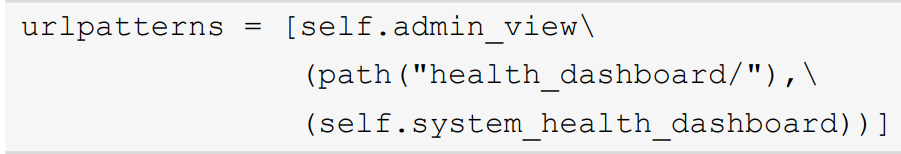 urlpatterns = [self.admin_view\
(path("health_dashboard/"),\
(self.system_health_dashboard))]